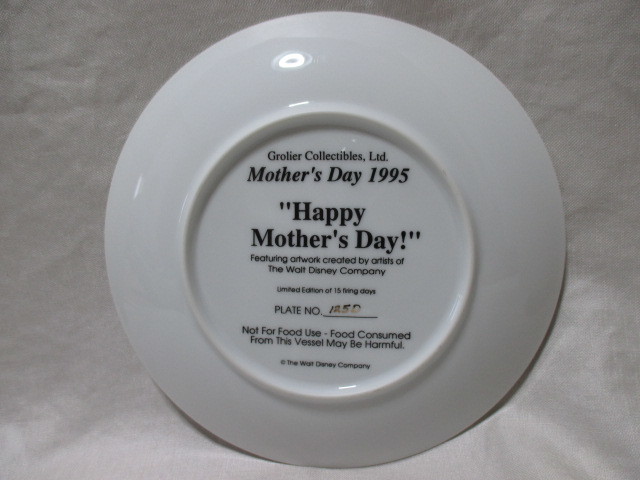 Grolier Collectibles, Ltd.
Mother's Day 1995
"Happy
Mother's Day!"
Featuring artwork created by artists of
The Walt Disney Company
Limited Edition of 15 firing days
PLATE NO. 125D
Not For Food Use - Food Consumed
From This Vessel May Be Harmful.
© The Walt Disney Company